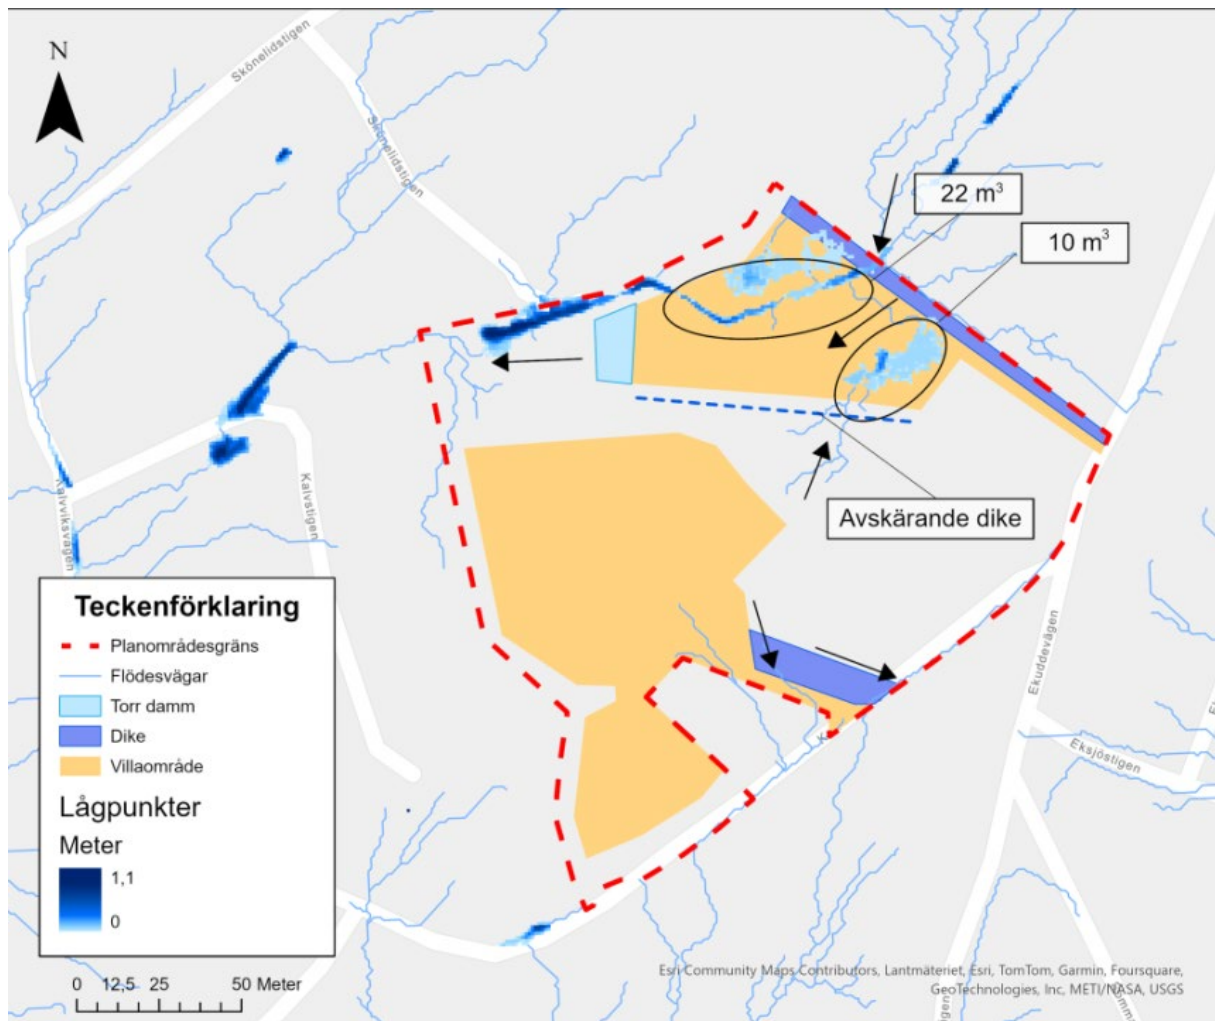 N
Skönelidstigen
Skönelidstigen
22 m³
10 m³
Avskärande dike
Kalvviksvägen
Kalvstigen
Ekuddevägen
Eksjöstigen
K
Teckenförklaring
Planområdesgräns
Flödesvägar
Torr damm
Dike
Villaområde
Lågpunkter
Meter
1,1
0
0 12,5 25 50 Meter
Esri Community Maps Contributors, Lantmäteriet, Esri, TomTom, Garmin, Foursquare,
GeoTechnologies, Inc, METI/NASA, USGS